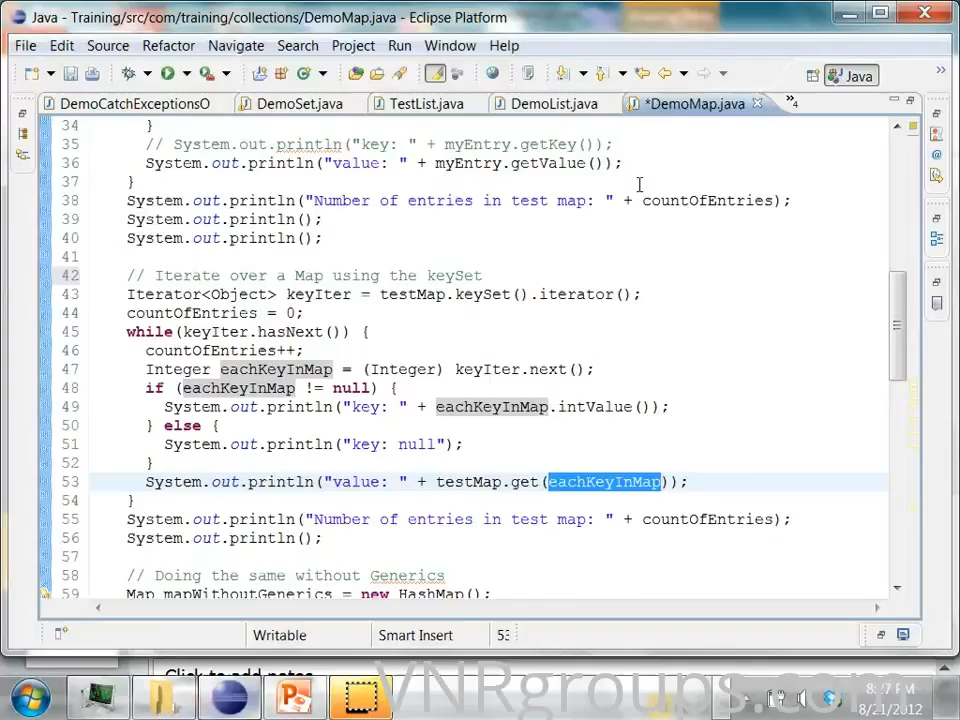 Java - Training/src/com/training/collections/DemoMap.java - Eclipse Platform
File Edit Source Refactor Navigate Search Project Run Window Help
Java
DemoCatchExceptionsO DemoSet.java TestList.java DemoList.java *DemoMap.java »4
34 }
35 // System.out.println("key: " + myEntry.getKey());
36 System.out.println("value: " + myEntry.getValue());
37 }
38 System.out.println("Number of entries in test map: " + countOfEntries);
39 System.out.println();
40 System.out.println();
41
42 // Iterate over a Map using the keySet
43 Iterator<Object> keyIter = testMap.keySet().iterator();
44 countOfEntries = 0;
45 while(keyIter.hasNext()) {
46 countOfEntries++;
47 Integer eachKeyInMap = (Integer) keyIter.next();
48 if (eachKeyInMap != null) {
49 System.out.println("key: " + eachKeyInMap.intValue());
50 } else {
51 System.out.println("key: null");
52 }
53 System.out.println("value: " + testMap.get(eachKeyInMap));
54 }
55 System.out.println("Number of entries in test map: " + countOfEntries);
56 System.out.println();
57
58 // Doing the same without Generics
59 Map mapWithoutGenerics = new HashMap();
Writable Smart Insert
Click to add notes
VNRgroups.com
8/21/2012